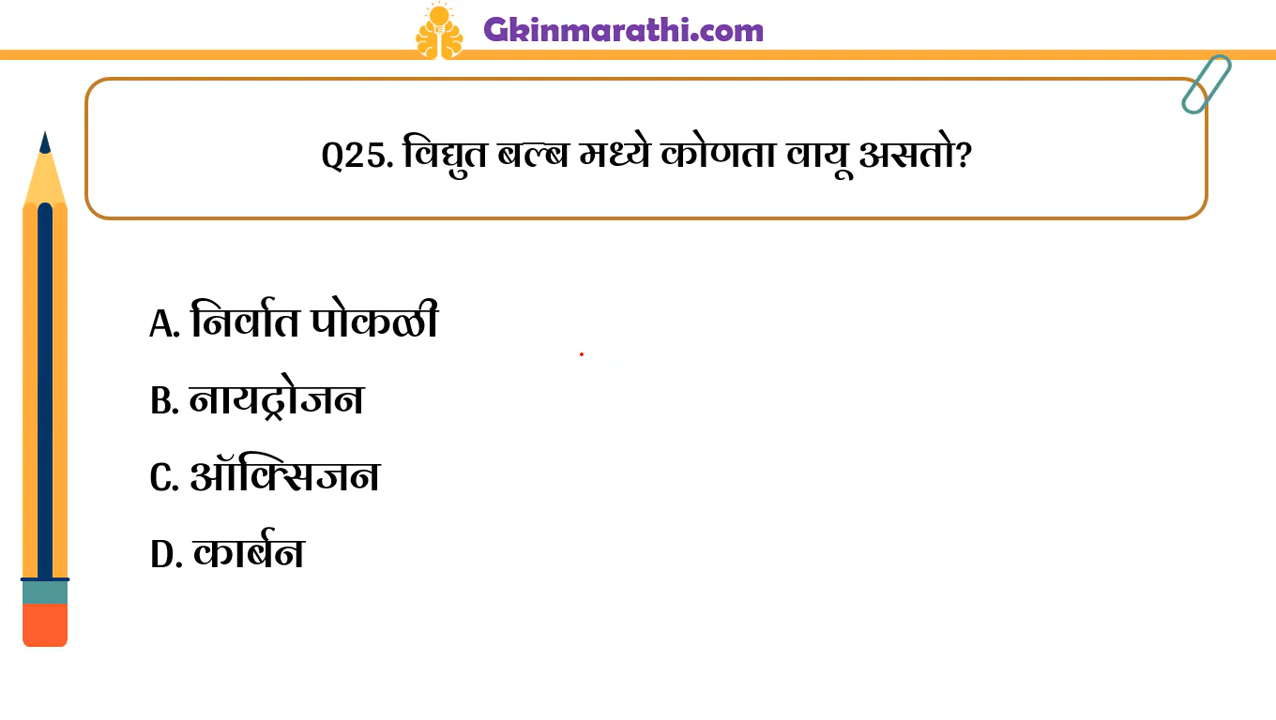 Gkinmarathi.com
Q25. विद्युत बल्ब मध्ये कोणता वायू असतो?
A. निर्वात पोकळी
B. नायट्रोजन
C. ऑक्सिजन
D. कार्बन